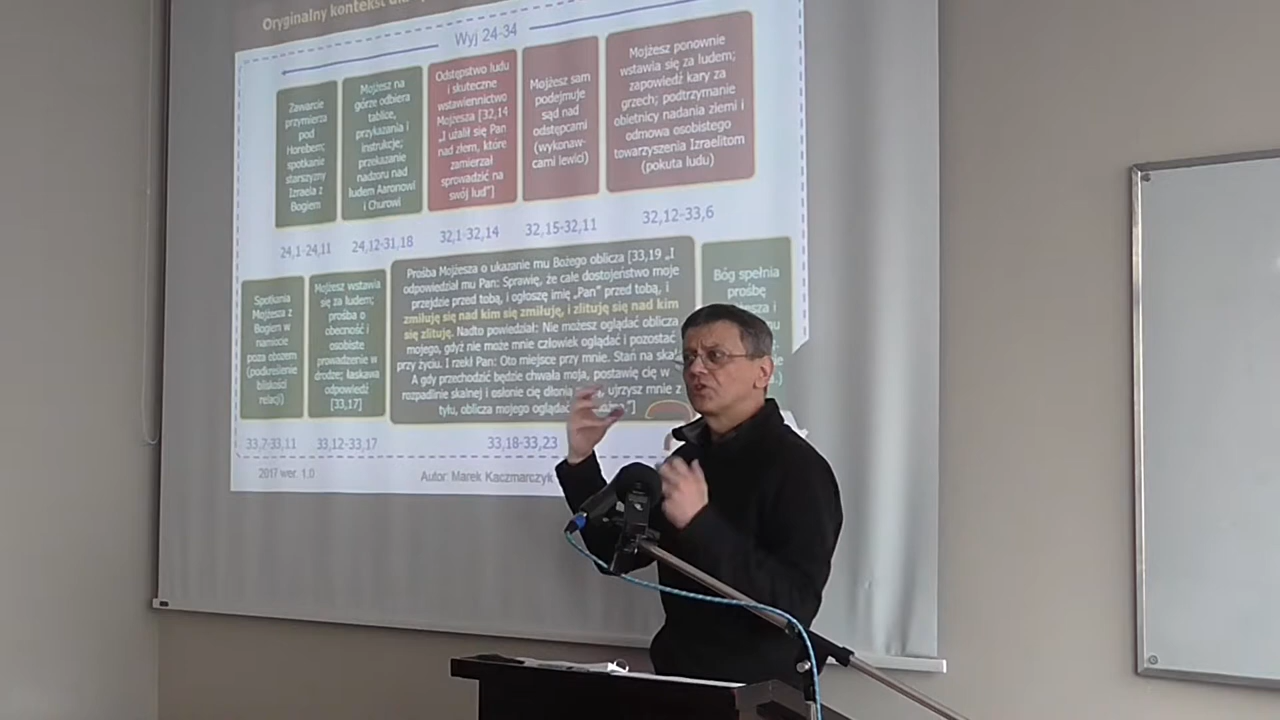 Oryginalny kontekst
Wyj 24-34
Zawarcie
przymierza
pod
Horebem;
spotkanie
starszyzny
Izraela z
Bogiem
Mojżesz na
górze odbiera
tablice,
przykazania i
instrukcje;
przekazanie
nadzoru nad
ludem Aaronowi
i Churowi
Odstępstwo ludu
i skuteczne
wstawiennictwo
Mojżesza [32,14
„I użalił się Pan
nad złem, które
zamierzał
sprowadzić na
swój lud”]
Mojżesz sam
podejmuje
sąd nad
odstępcami
(wykonaw-
cami lewici)
Mojżesz ponownie
wstawia się za ludem;
zapowiedź kary za
grzech; podtrzymanie
obietnicy nadania ziemi i
odmowa osobistego
towarzyszenia Izraelitom
(pokuta ludu)
24,1-24,11
24,12-31,18
32,1-32,14
32,15-32,11
32,12-33,6
Spotkania
Mojżesza z
Bogiem w
namiocie
poza obozem
(podkreślenie
bliskości
relacji)
Mojżesz wstawia
się za ludem;
prośba o
obecność i
osobiste
prowadzenie w
drodze; łaskawa
odpowiedź
[33,17]
Prośba Mojżesza o ukazanie mu Bożego oblicza [33,19 „I
odpowiedział mu Pan: Sprawię, że całe dostojeństwo moje
przejdzie przed tobą, i ogłoszę imię „Pan” przed tobą, i
zmiłuję się nad kim się zmiłuję, i zlituję się nad kim
się zlituję. Nadto powiedział: Nie możesz oglądać oblicza
mojego, gdyż nie może mnie człowiek oglądać i pozostać
przy życiu. I rzekł Pan: Oto miejsce przy mnie. Stań na
A gdy przechodzić będzie chwała moja, postawię cię w
rozpadlinie skalnej i osłonię cię dłonią ujrzysz mnie z
tyłu, oblicza mojego oglądać
Bóg spełnia
prośbę
33,7-33,11
33,12-33,17
33,18-33,23
2017 wer. 1.0
Autor: Marek Kaczmarczyk